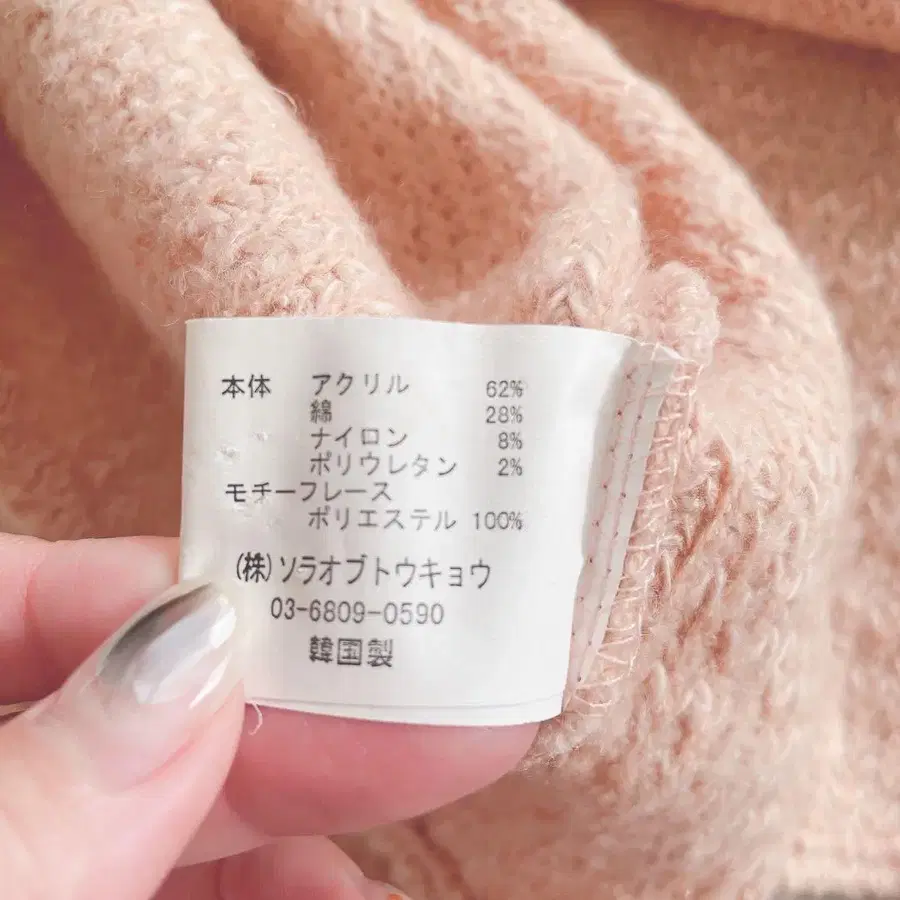 本体 アクリル 62%
綿 28%
ナイロン 8%
ポリウレタン 2%
モチーフレース
ポリエステル 100%
(株)ソラオブトウキョウ
03-6809-0590
韓国製